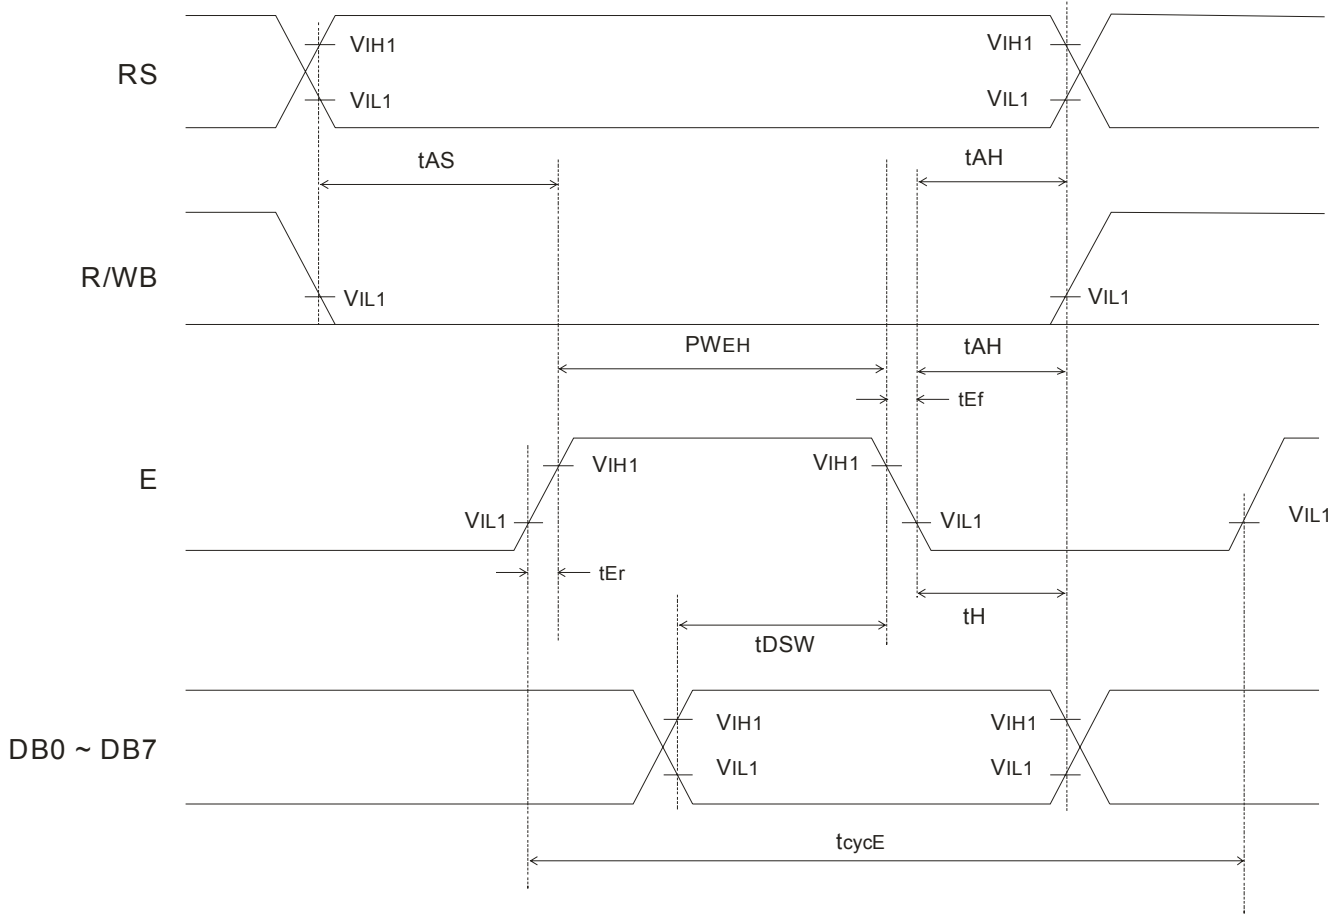 VIH1
VIH1
RS
VIL1
VIL1
tAS
tAH
R/WB
VIL1
VIL1
PWEH
tAH
tEf
E
VIH1
VIH1
VIL1
VIL1
VIL1
tEr
tH
tDSW
VIH1
VIH1
DB0 ~ DB7
VIL1
VIL1
tcycE